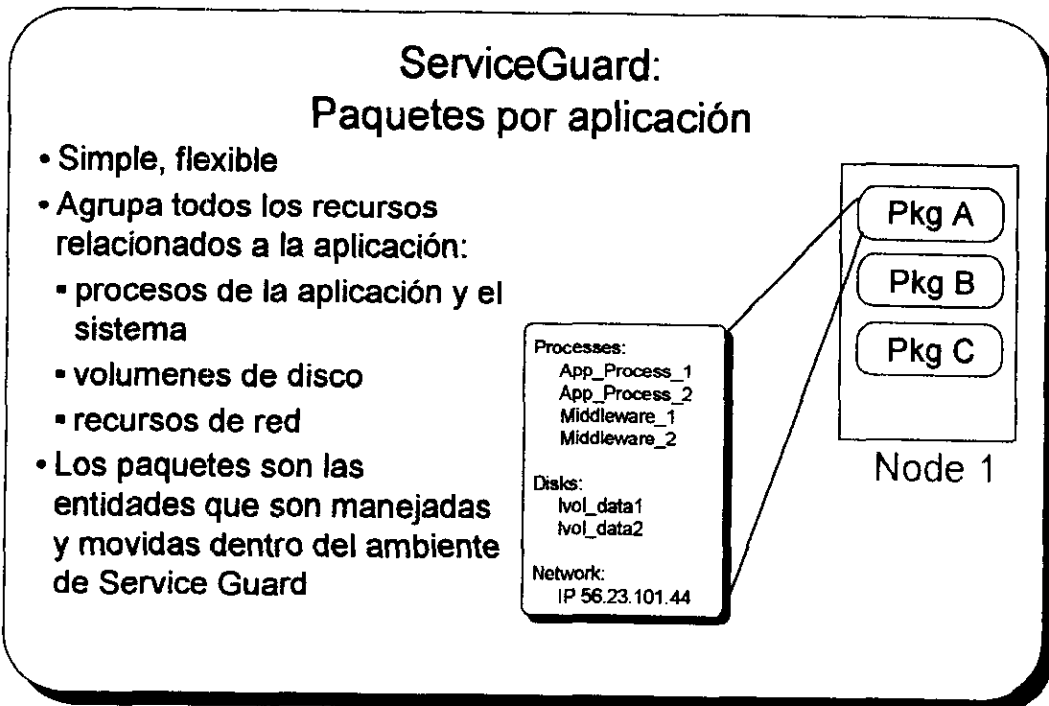 ServiceGuard:
Paquetes por aplicación
• Simple, flexible
• Agrupa todos los recursos
relacionados a la aplicación:
▪ procesos de la aplicación y el
sistema
▪ volumenes de disco
▪ recursos de red
• Los paquetes son las
entidades que son manejadas
y movidas dentro del ambiente
de Service Guard
Processes:
App_Process_1
App_Process_2
Middleware_1
Middleware_2
Disks:
lvol_data1
lvol_data2
Network:
IP 56.23.101.44
Pkg A
Pkg B
Pkg C
Node 1